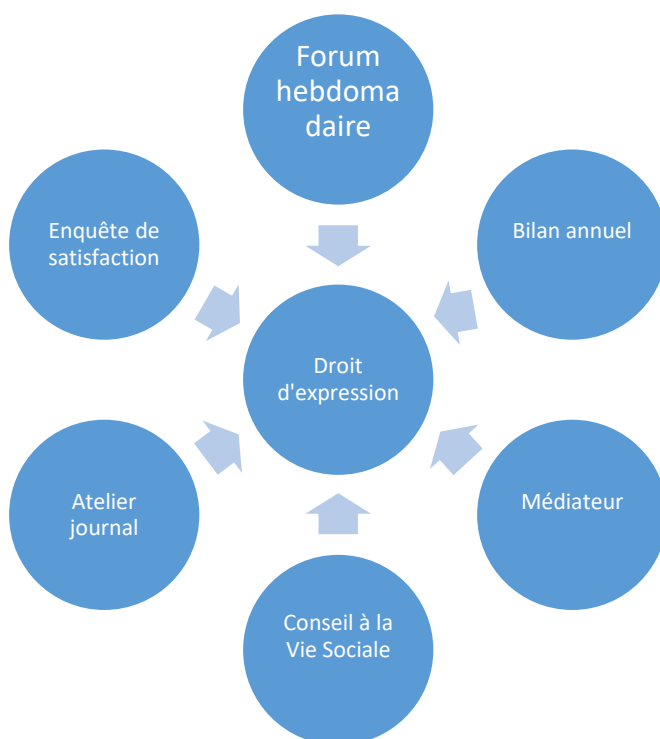 Forum
hebdoma
daire
Enquête de
satisfaction
Bilan annuel
Droit
d'expression
Atelier
journal
Médiateur
Conseil à la
Vie Sociale